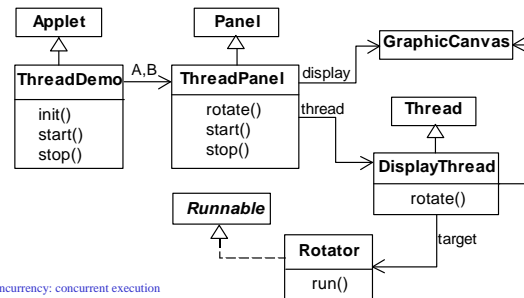 Applet
Panel
GraphicCanvas
ThreadDemo
A,B
ThreadPanel
display
init()
start()
stop()
rotate()
start()
stop()
thread
Thread
DisplayThread
rotate()
Runnable
target
Rotator
run()
ncurrency: concurrent execution